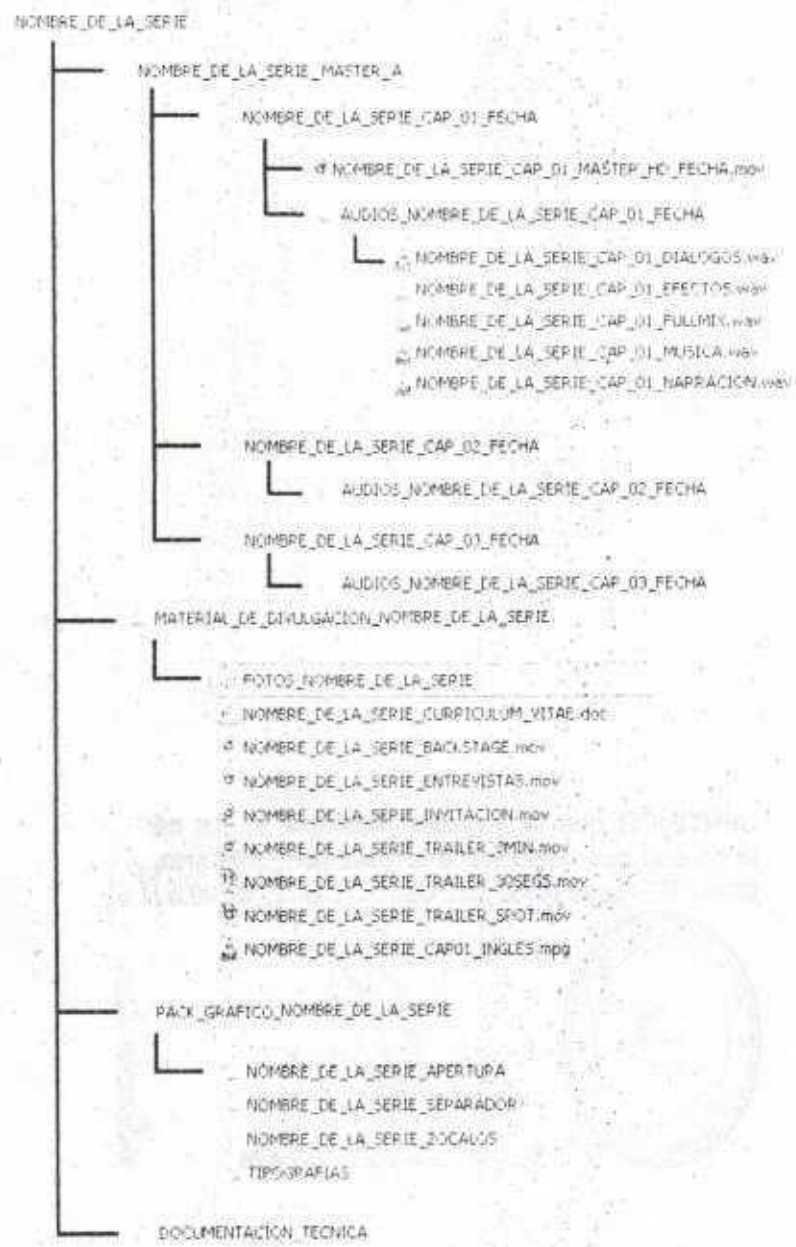 NOMBRE_DE_LA_SERIE
NOMBRE_DE_LA_SERIE_MASTER_A
NOMBRE_DE_LA_SERIE_CAP_01_FECHA
NOMBRE_DE_LA_SERIE_CAP_01_MASTER_HD_FECHA.mov
AUDIOS_NOMBRE_DE_LA_SERIE_CAP_01_FECHA
NOMBRE_DE_LA_SERIE_CAP_01_DIALOGOS.wav
NOMBRE_DE_LA_SERIE_CAP_01_EFECTOS.wav
NOMBRE_DE_LA_SERIE_CAP_01_FULLMIX.wav
NOMBRE_DE_LA_SERIE_CAP_01_MUSICA.wav
NOMBRE_DE_LA_SERIE_CAP_01_NARRACION.wav
NOMBRE_DE_LA_SERIE_CAP_02_FECHA
AUDIOS_NOMBRE_DE_LA_SERIE_CAP_02_FECHA
NOMBRE_DE_LA_SERIE_CAP_03_FECHA
AUDIOS_NOMBRE_DE_LA_SERIE_CAP_03_FECHA
MATERIAL_DE_DIVULGACION_NOMBRE_DE_LA_SERIE
FOTOS_NOMBRE_DE_LA_SERIE
NOMBRE_DE_LA_SERIE_CURRICULUM_VITAE.doc
NOMBRE_DE_LA_SERIE_BACKSTAGE.mov
NOMBRE_DE_LA_SERIE_ENTREVISTAS.mov
NOMBRE_DE_LA_SERIE_INVITACION.mov
NOMBRE_DE_LA_SERIE_TRAILER_3MIN.mov
NOMBRE_DE_LA_SERIE_TRAILER_30SEGS.mov
NOMBRE_DE_LA_SERIE_TRAILER_SPOT.mov
NOMBRE_DE_LA_SERIE_CAP01_INGLES.mpg
PACK_GRAFICO_NOMBRE_DE_LA_SERIE
NOMBRE_DE_LA_SERIE_APERTURA
NOMBRE_DE_LA_SERIE_SEPARADOR
NOMBRE_DE_LA_SERIE_ZOCALOS
TIPOGRAFIAS
DOCUMENTACION_TECNICA